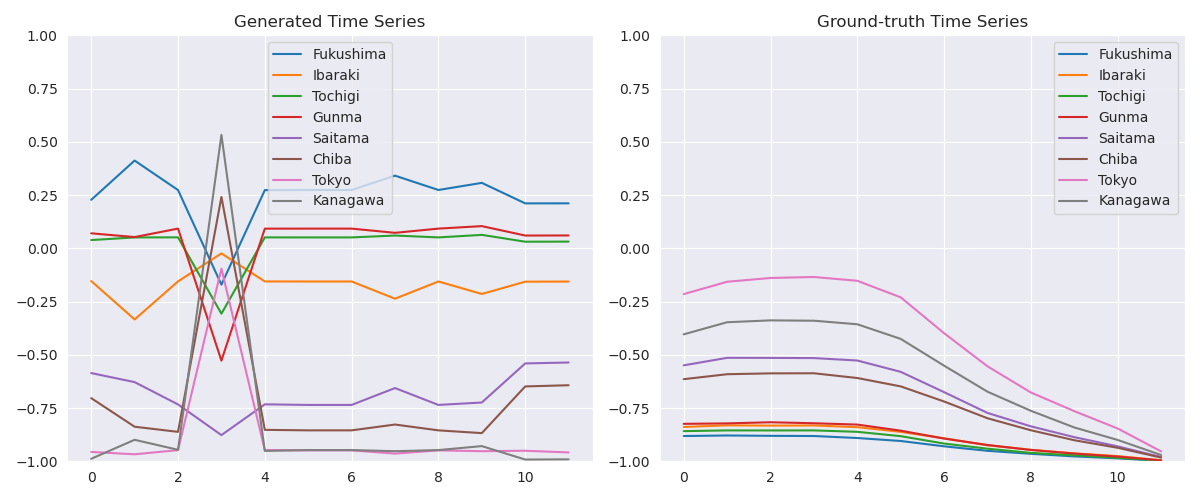 Generated Time Series
1.00
0.75
0.50
0.25
0.00
−0.25
−0.50
−0.75
−1.00
0 2 4 6 8 10
Fukushima
Ibaraki
Tochigi
Gunma
Saitama
Chiba
Tokyo
Kanagawa
Ground-truth Time Series
1.00
0.75
0.50
0.25
0.00
−0.25
−0.50
−0.75
−1.00
0 2 4 6 8 10
Fukushima
Ibaraki
Tochigi
Gunma
Saitama
Chiba
Tokyo
Kanagawa